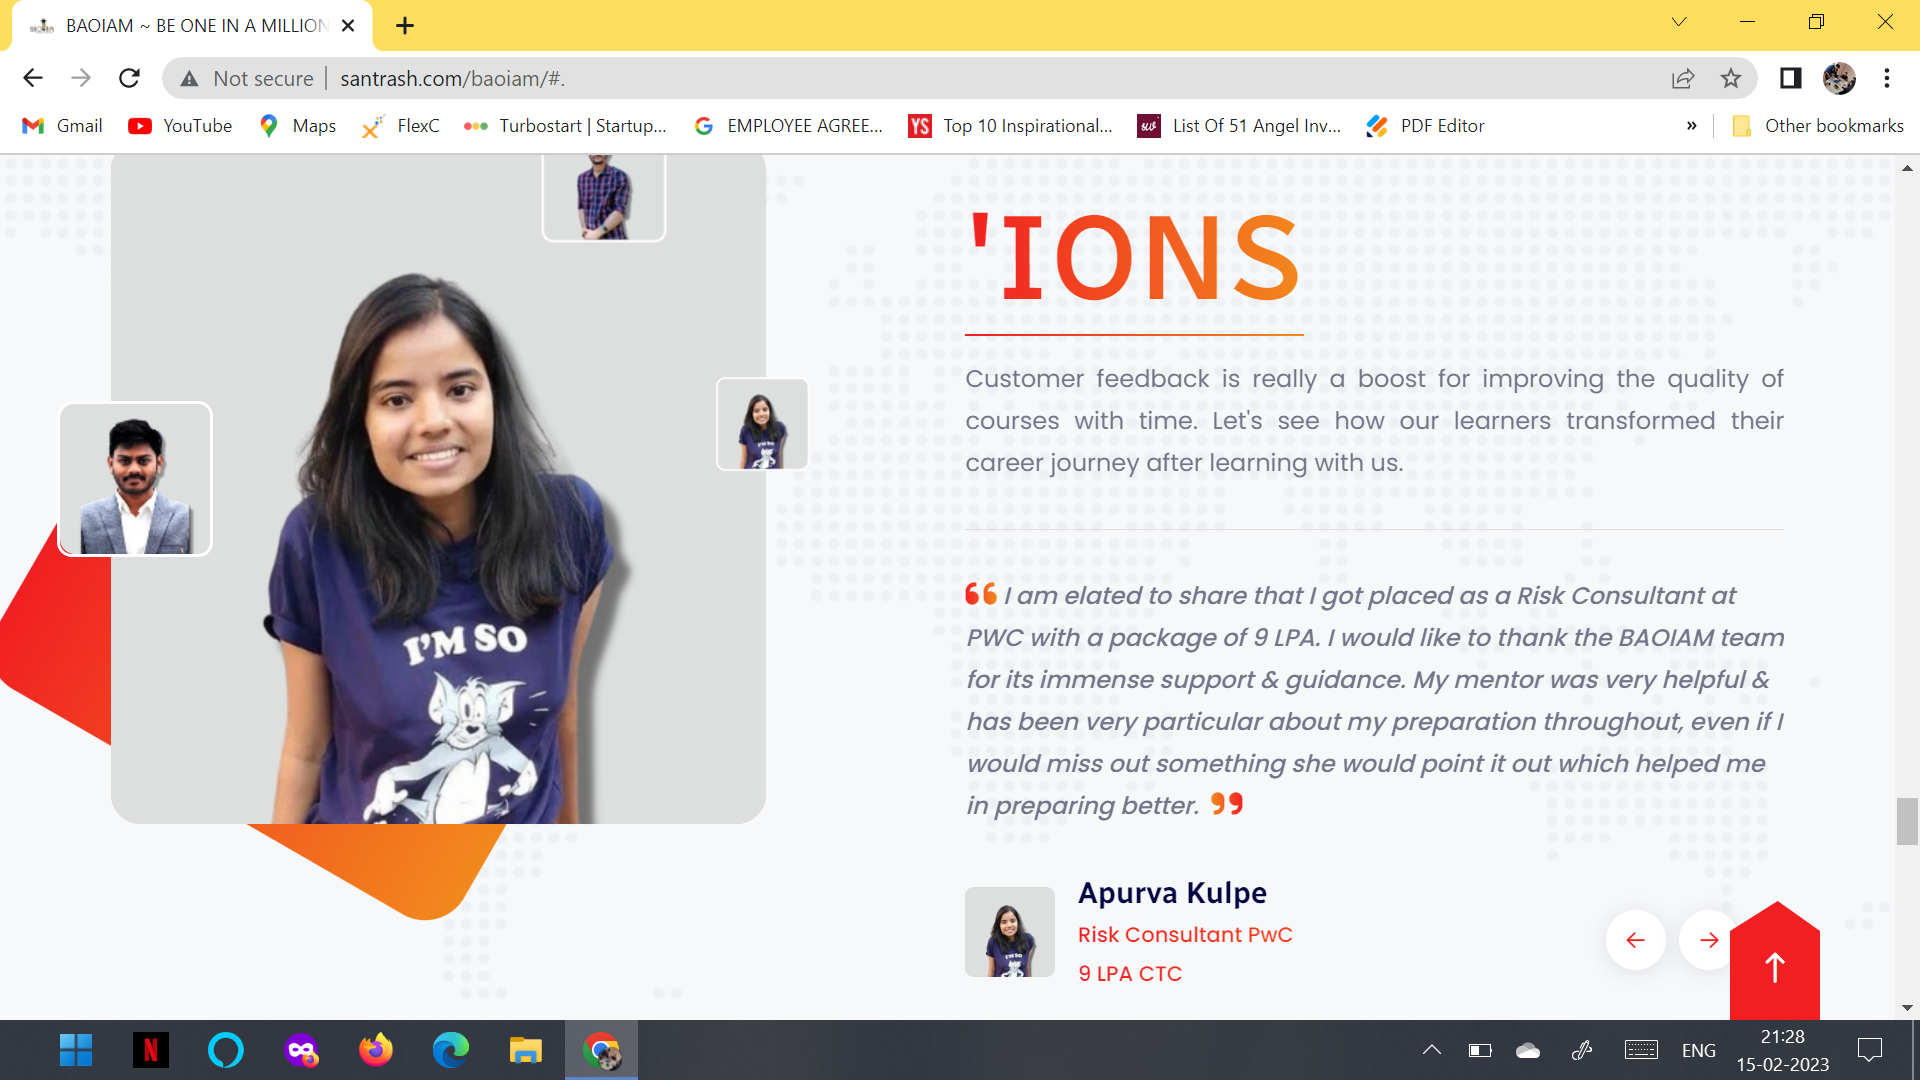 BAOIAM ~ BE ONE IN A MILLION
Not secure
santrash.com/baoiam/#.
Gmail
YouTube
Maps
FlexC
Turbostart | Startup...
EMPLOYEE AGREE...
YS
Top 10 Inspirational...
List Of 51 Angel Inv...
PDF Editor
»
Other bookmarks
'IONS
Customer feedback is really a boost for improving the quality of
courses with time. Let's see how our learners transformed their
career journey after learning with us.
I'M SO
“ I am elated to share that I got placed as a Risk Consultant at
PWC with a package of 9 LPA. I would like to thank the BAOIAM team
for its immense support & guidance. My mentor was very helpful &
has been very particular about my preparation throughout, even if I
would miss out something she would point it out which helped me
in preparing better. ”
Apurva Kulpe
Risk Consultant PwC
9 LPA CTC
N
ENG
21:28
15-02-2023